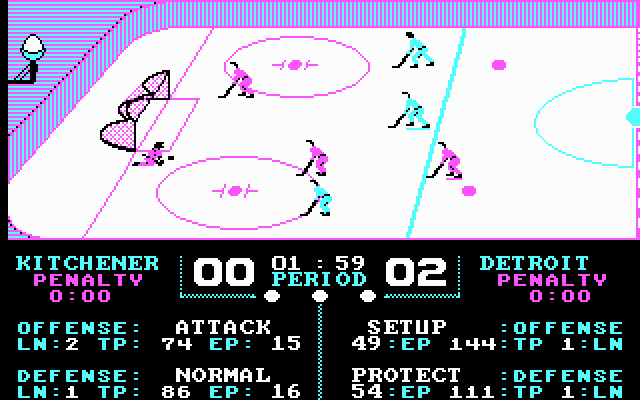 KITCHENER 00 01:59 02 DETROIT
PENALTY PERIOD PENALTY
0:00 0:00
OFFENSE: ATTACK SETUP :OFFENSE
LN:2 TP: 74 EP: 15 49:EP 144:TP 1:LN
DEFENSE: NORMAL PROTECT :DEFENSE
LN:1 TP: 86 EP: 16 54:EP 111:TP 1:LN